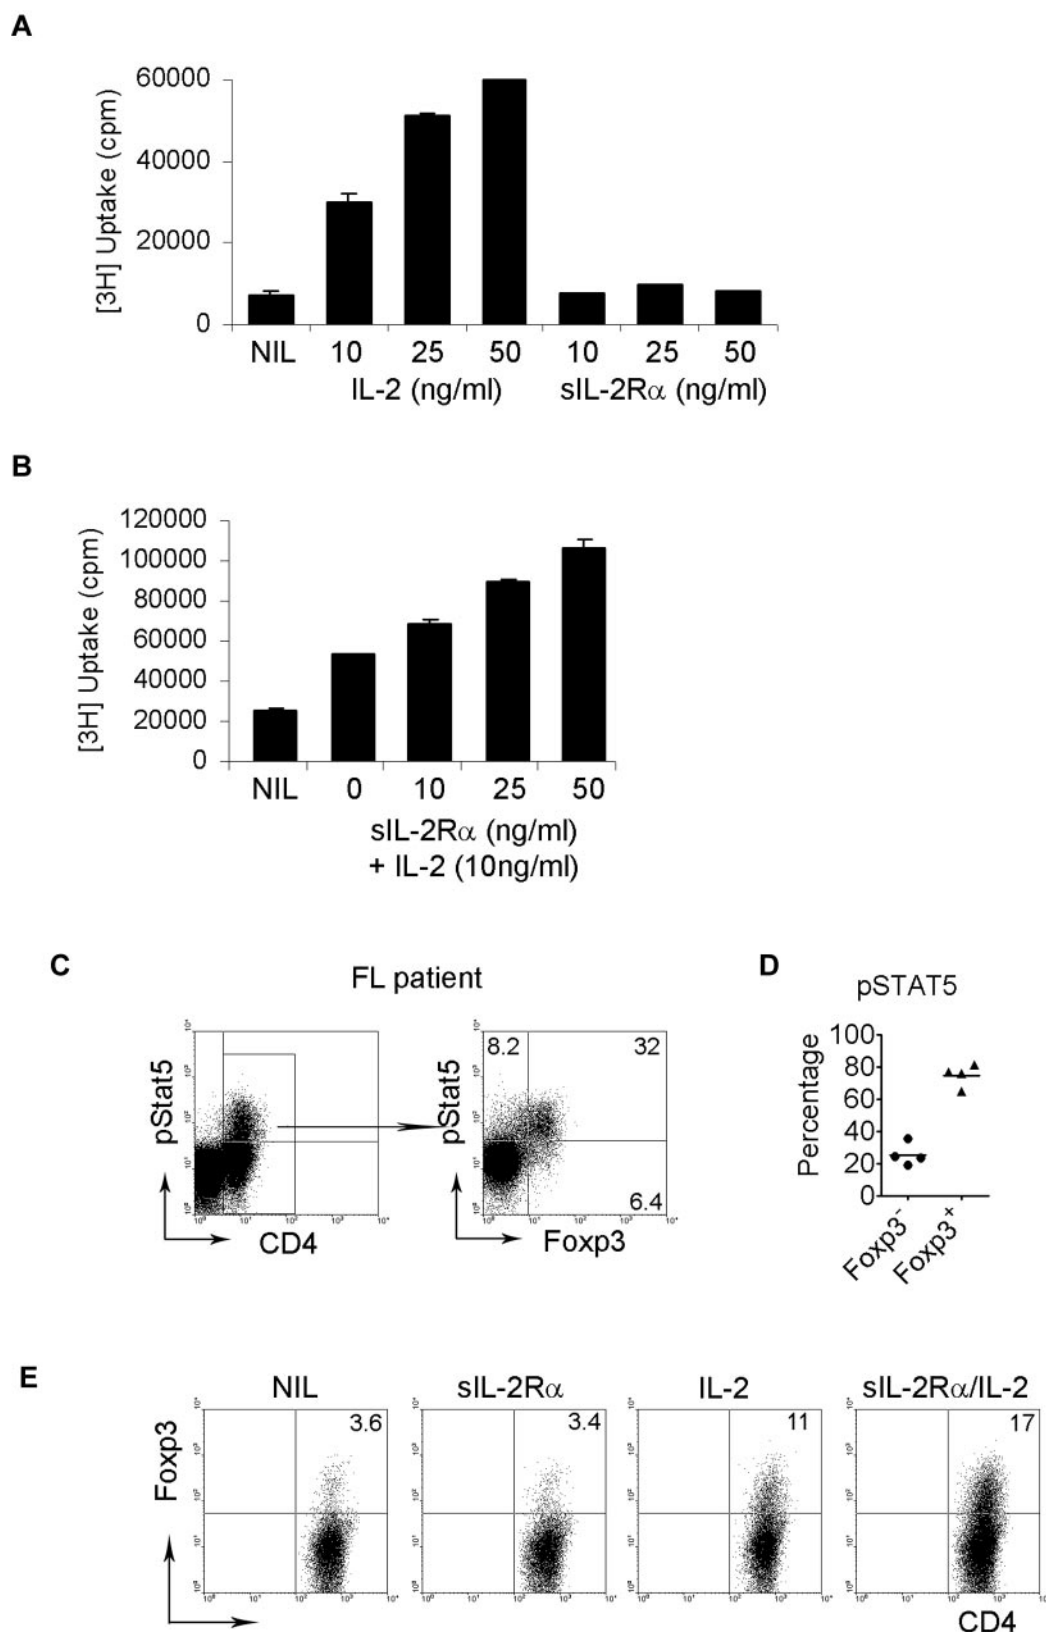 A
60000
40000
20000
0
[3H] Uptake (cpm)
NIL 10 25 50 10 25 50
IL-2 (ng/ml) sIL-2Rα (ng/ml)
B
120000
100000
80000
60000
40000
20000
0
[3H] Uptake (cpm)
NIL 0 10 25 50
sIL-2Rα (ng/ml)
+ IL-2 (10ng/ml)
C
FL patient
pStat5
CD4
pStat5
8.2 32
6.4
Foxp3
D
pSTAT5
100
80
60
40
20
0
Percentage
Foxp3⁻
Foxp3⁺
E
NIL sIL-2Rα IL-2 sIL-2Rα/IL-2
3.6 3.4 11 17
Foxp3
CD4